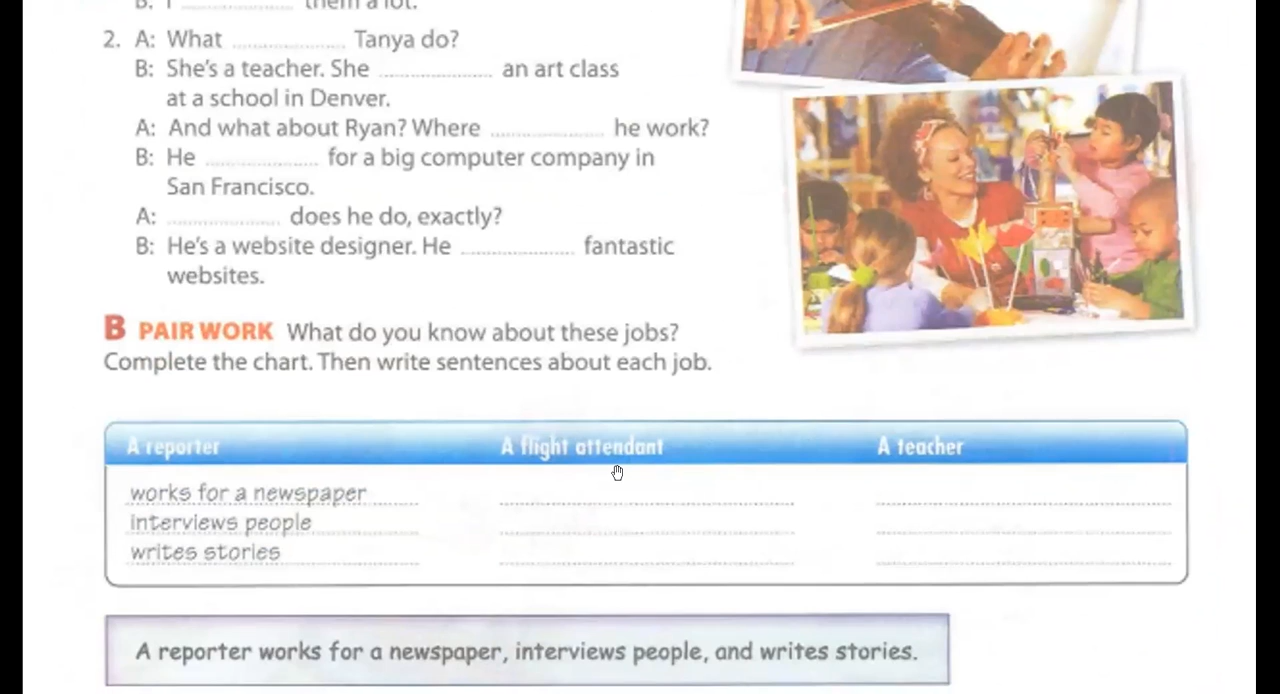 B: I .................... them a lot.
2. A: What .................... Tanya do?
B: She's a teacher. She .................... an art class
at a school in Denver.
A: And what about Ryan? Where .................... he work?
B: He .................... for a big computer company in
San Francisco.
A: .................... does he do, exactly?
B: He's a website designer. He .................... fantastic
websites.
B PAIR WORK What do you know about these jobs?
Complete the chart. Then write sentences about each job.
A reporter A flight attendant A teacher
works for a newspaper
interviews people
writes stories
A reporter works for a newspaper, interviews people, and writes stories.